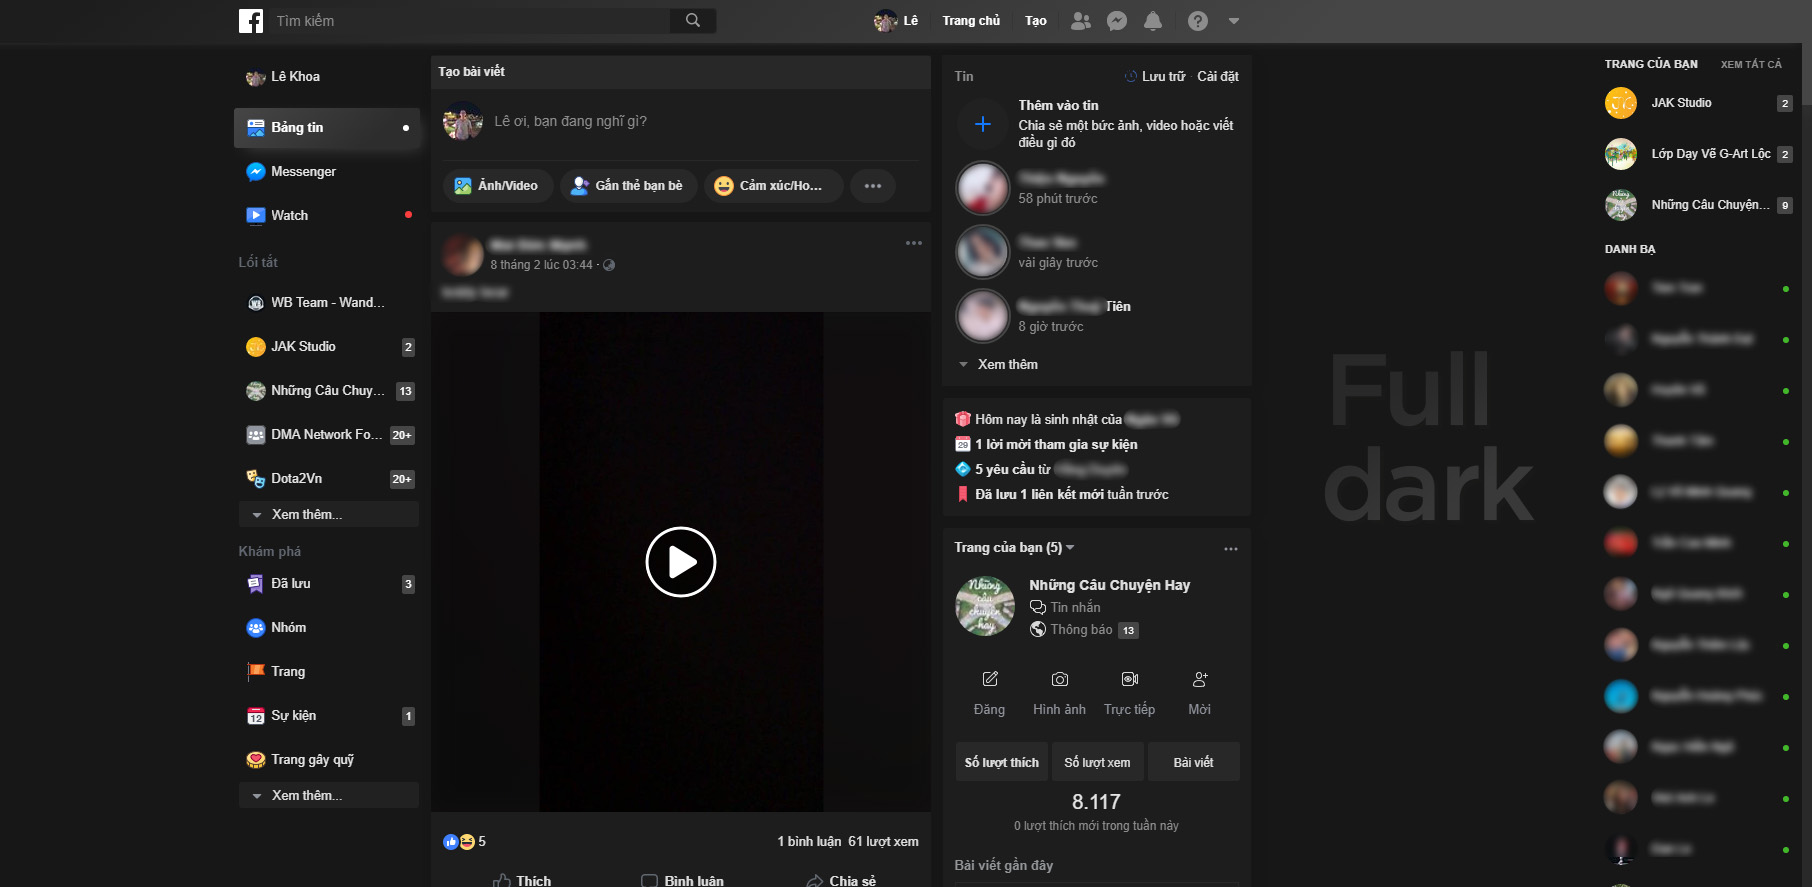 Tìm kiếm
Lê
Trang chủ
Tạo
Lê Khoa
Bảng tin
Messenger
Watch
Lối tắt
WB Team - Wand...
JAK Studio
2
Những Câu Chuy...
13
DMA Network Fo...
20+
Dota2Vn
20+
Xem thêm...
Khám phá
Đã lưu
3
Nhóm
Trang
Sự kiện
1
Trang gây quỹ
Xem thêm...
Tạo bài viết
Lê ơi, bạn đang nghĩ gì?
Ảnh/Video
Gắn thẻ bạn bè
Cảm xúc/Ho...
8 tháng 2 lúc 03:44 ·
5
1 bình luận 61 lượt xem
Thích
Bình luận
Chia sẻ
Tin
Lưu trữ · Cài đặt
Thêm vào tin
Chia sẻ một bức ảnh, video hoặc viết
điều gì đó
58 phút trước
vài giây trước
Tiên
8 giờ trước
Xem thêm
Hôm nay là sinh nhật của
1 lời mời tham gia sự kiện
5 yêu cầu từ
Đã lưu 1 liên kết mới tuần trước
Trang của bạn (5)
Những
câu
chuyện
hay
Những Câu Chuyện Hay
Tin nhắn
Thông báo 13
Đăng
Hình ảnh
Trực tiếp
Mời
Số lượt thích
Số lượt xem
Bài viết
8.117
0 lượt thích mới trong tuần này
Bài viết gần đây
Full
dark
TRANG CỦA BẠN
XEM TẤT CẢ
JAK Studio
2
Lớp Dạy Vẽ G-Art Lộc
2
Những Câu Chuyện...
9
DANH BẠ